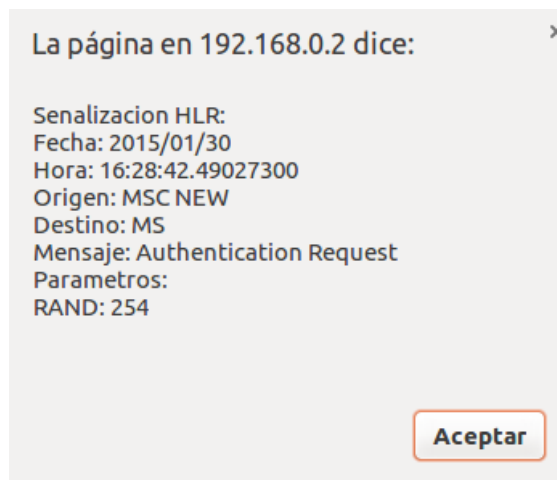 La página en 192.168.0.2 dice:
Senalizacion HLR:
Fecha: 2015/01/30
Hora: 16:28:42.49027300
Origen: MSC NEW
Destino: MS
Mensaje: Authentication Request
Parametros:
RAND: 254
Aceptar